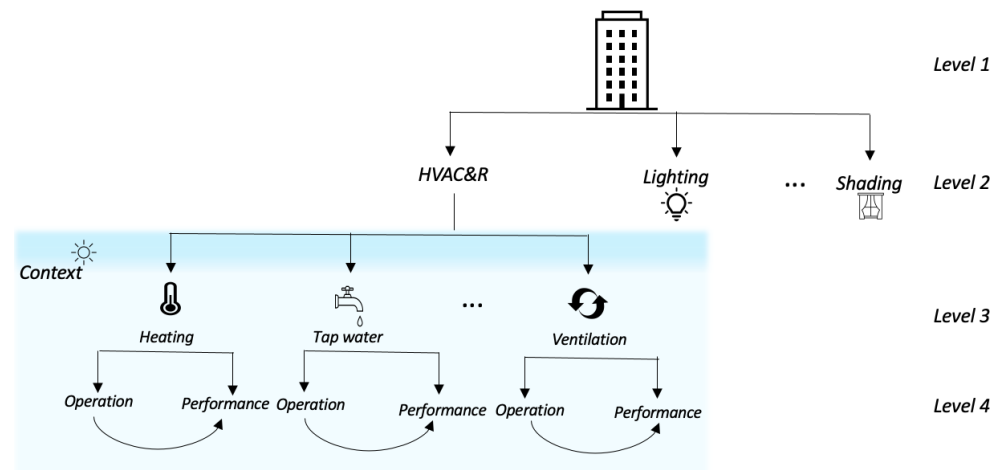 Level 1
HVAC&R
Lighting
...
Shading
Level 2
Context
Heating
Tap water
...
Ventilation
Level 3
Operation
Performance
Operation
Performance
Operation
Performance
Level 4